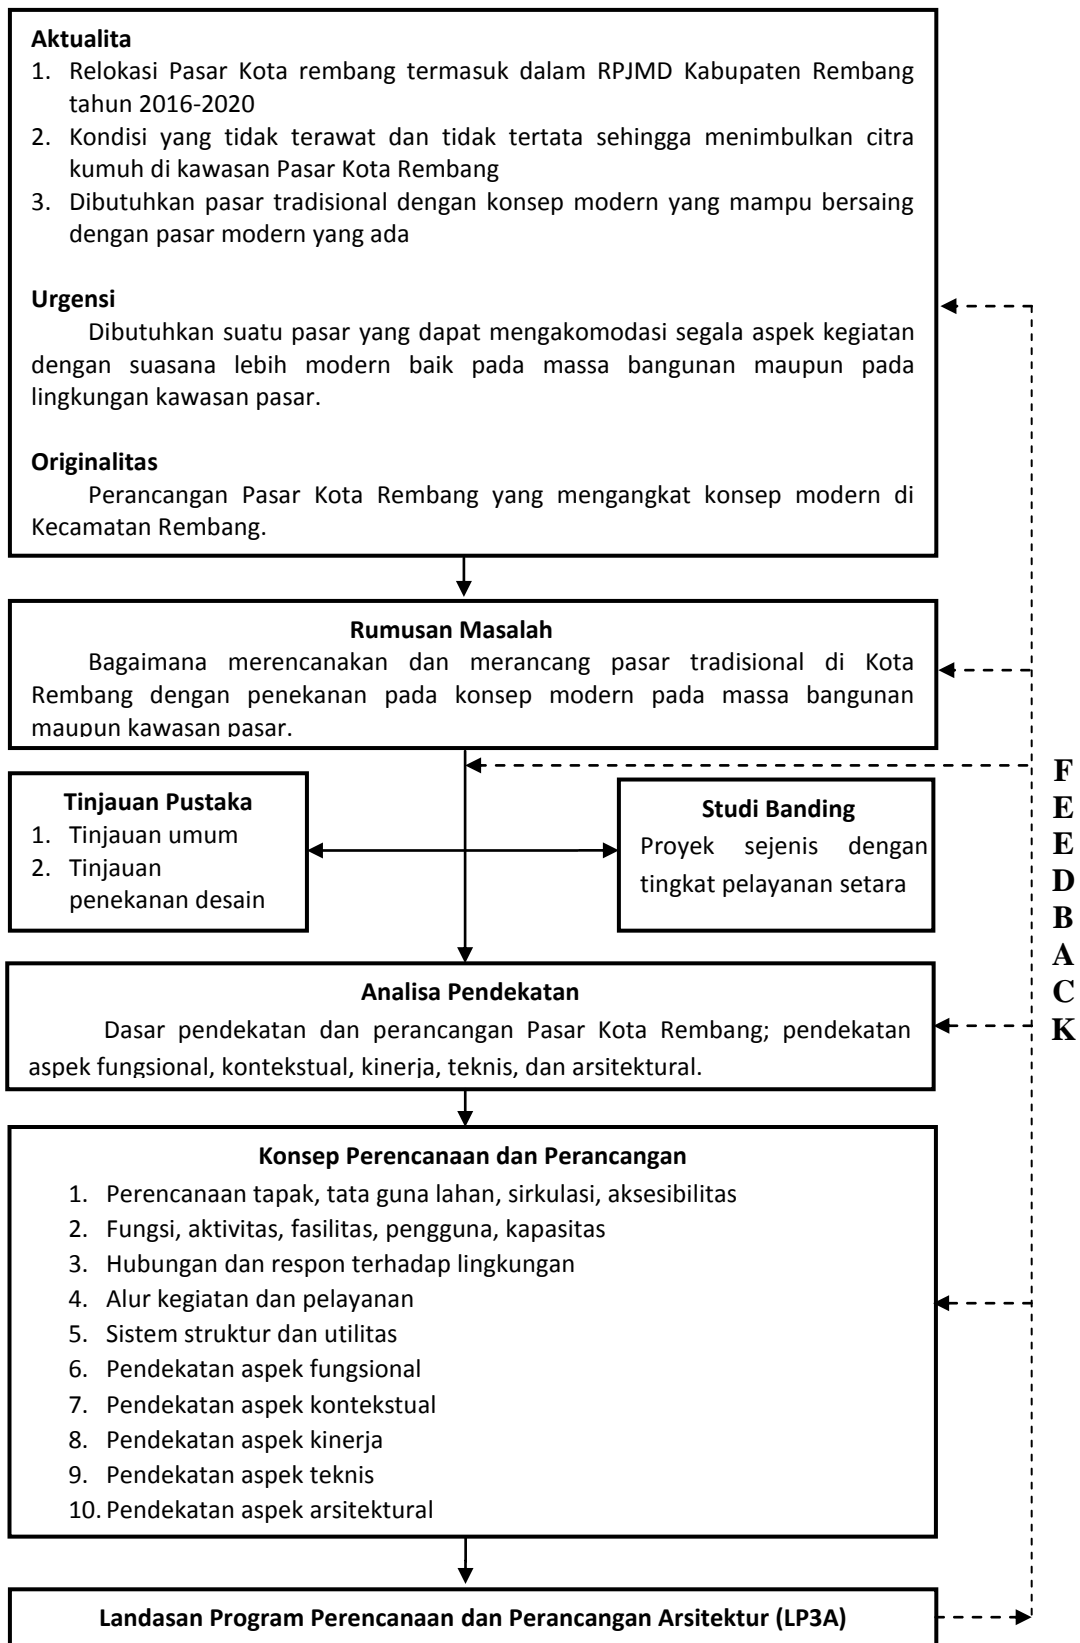 Aktualita
1. Relokasi Pasar Kota rembang termasuk dalam RPJMD Kabupaten Rembang
tahun 2016-2020
2. Kondisi yang tidak terawat dan tidak tertata sehingga menimbulkan citra
kumuh di kawasan Pasar Kota Rembang
3. Dibutuhkan pasar tradisional dengan konsep modern yang mampu bersaing
dengan pasar modern yang ada
Urgensi
Dibutuhkan suatu pasar yang dapat mengakomodasi segala aspek kegiatan
dengan suasana lebih modern baik pada massa bangunan maupun pada
lingkungan kawasan pasar.
Originalitas
Perancangan Pasar Kota Rembang yang mengangkat konsep modern di
Kecamatan Rembang.
Rumusan Masalah
Bagaimana merencanakan dan merancang pasar tradisional di Kota
Rembang dengan penekanan pada konsep modern pada massa bangunan
maupun kawasan pasar.
Tinjauan Pustaka
1. Tinjauan umum
2. Tinjauan
penekanan desain
Studi Banding
Proyek sejenis dengan
tingkat pelayanan setara
Analisa Pendekatan
Dasar pendekatan dan perancangan Pasar Kota Rembang; pendekatan
aspek fungsional, kontekstual, kinerja, teknis, dan arsitektural.
Konsep Perencanaan dan Perancangan
1. Perencanaan tapak, tata guna lahan, sirkulasi, aksesibilitas
2. Fungsi, aktivitas, fasilitas, pengguna, kapasitas
3. Hubungan dan respon terhadap lingkungan
4. Alur kegiatan dan pelayanan
5. Sistem struktur dan utilitas
6. Pendekatan aspek fungsional
7. Pendekatan aspek kontekstual
8. Pendekatan aspek kinerja
9. Pendekatan aspek teknis
10. Pendekatan aspek arsitektural
Landasan Program Perencanaan dan Perancangan Arsitektur (LP3A)
F
E
E
D
B
A
C
K